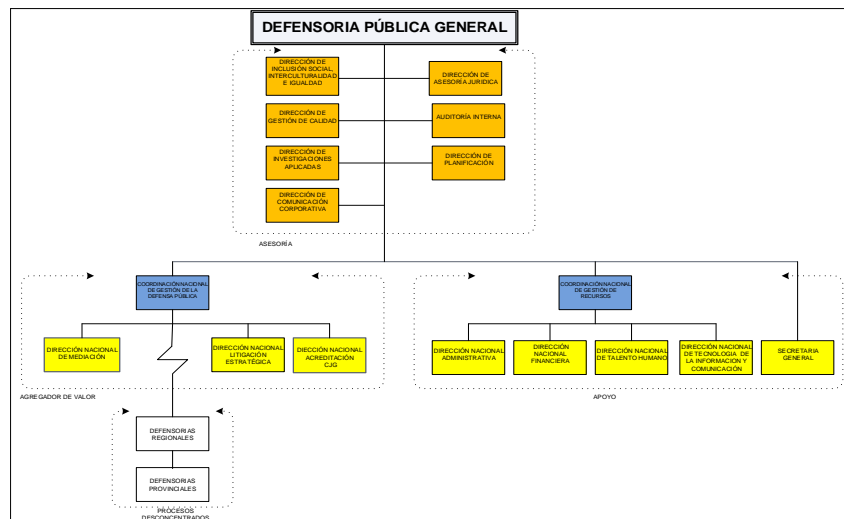 DEFENSORIA PÚBLICA GENERAL
DIRECCIÓN DE
INCLUSIÓN SOCIAL,
INTERCULTURALIDAD
E IGUALDAD
DIRECCIÓN DE
ASESORÍA JURIDICA
DIRECCIÓN DE
GESTIÓN DE CALIDAD
AUDITORÍA INTERNA
DIRECCIÓN DE
INVESTIGACIONES
APLICADAS
DIRECCIÓN DE
PLANIFICACIÓN
DIRECCIÓN DE
COMUNICACIÓN
CORPORATIVA
ASESORÍA
COORDINACIÓN NACIONAL
DE GESTIÓN DE LA
DEFENSA PÚBLICA
COORDINACIÓN NACIONAL
DE GESTIÓN DE
RECURSOS
DIRECCIÓN NACIONAL
DE MEDIACIÓN
DIRECCIÓN NACIONAL
LITIGACIÓN
ESTRATÉGICA
DIECCIÓN NACIONAL
ACREDITACIÓN
CJG
DIRECCIÓN NACIONAL
ADMINISTRATIVA
DIRECCIÓN
NACIONAL
FINANCIERA
DIRECCIÓN NACIONAL
DE TALENTO HUMANO
DIRECCIÓN NACIONAL
DE TECNOLOGIA DE
LA INFORMACION Y
COMUNICACIÓN
SECRETARIA
GENERAL
AGREGADOR DE VALOR
APOYO
DEFENSORIAS
REGIONALES
DEFENSORIAS
PROVINCIALES
PROCESOS
DESCONCENTRADOS